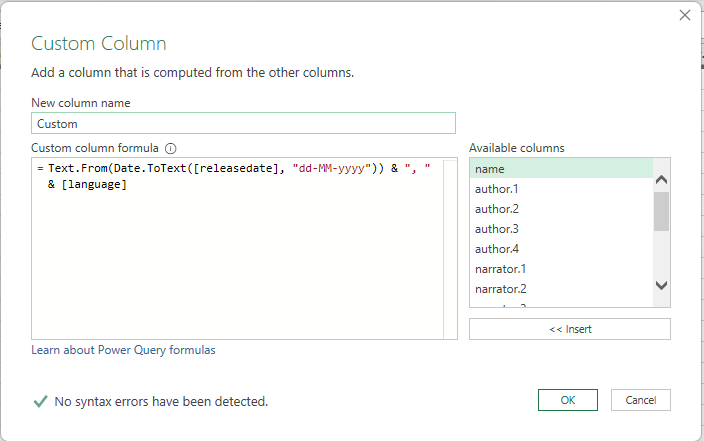 Custom Column
Add a column that is computed from the other columns.
New column name
Custom
Custom column formula
= Text.From(Date.ToText([releasedate], "dd-MM-yyyy")) & ", "
& [language]
Available columns
name
author.1
author.2
author.3
author.4
narrator.1
narrator.2
<< Insert
Learn about Power Query formulas
No syntax errors have been detected.
OK
Cancel